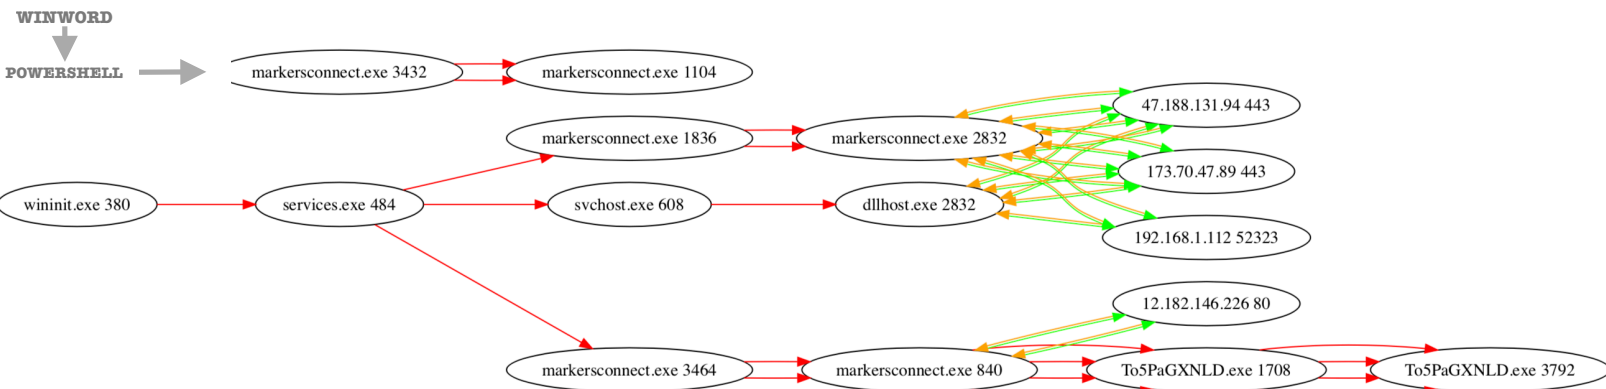 WINWORD
POWERSHELL
markersconnect.exe 3432
markersconnect.exe 1104
47.188.131.94 443
markersconnect.exe 1836
markersconnect.exe 2832
173.70.47.89 443
wininit.exe 380
services.exe 484
svchost.exe 608
dllhost.exe 2832
192.168.1.112 52323
12.182.146.226 80
markersconnect.exe 3464
markersconnect.exe 840
To5PaGXNLD.exe 1708
To5PaGXNLD.exe 3792